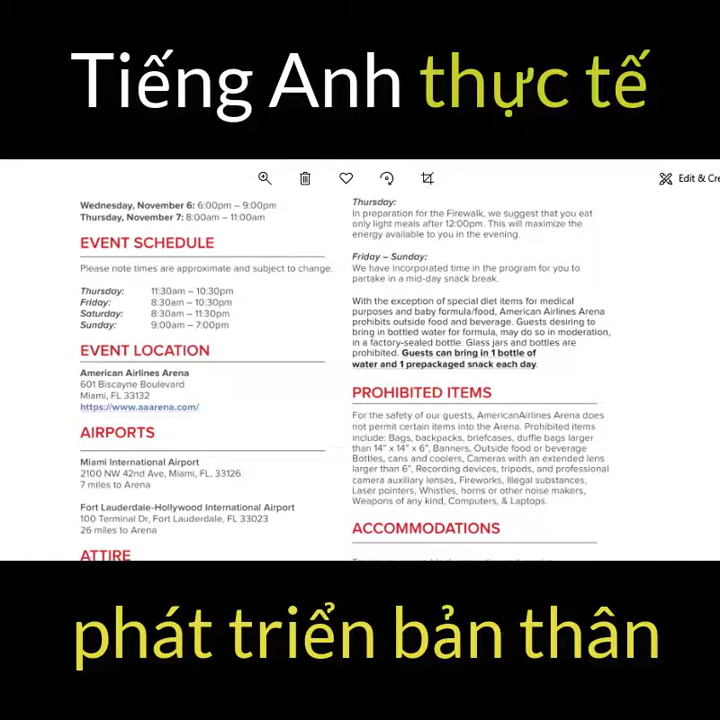 Tiếng Anh thực tế
Edit & Cre
Wednesday, November 6: 6:00pm – 9:00pm
Thursday, November 7: 8:00am – 11:00am
EVENT SCHEDULE
Please note times are approximate and subject to change.
Thursday: 11:30am – 10:30pm
Friday: 8:30am – 10:30pm
Saturday: 8:30am – 11:30pm
Sunday: 9:00am – 7:00pm
EVENT LOCATION
American Airlines Arena
601 Biscayne Boulevard
Miami, FL 33132
https://www.aaarena.com/
AIRPORTS
Miami International Airport
2100 NW 42nd Ave, Miami, FL, 33126
7 miles to Arena
Fort Lauderdale-Hollywood International Airport
100 Terminal Dr, Fort Lauderdale, FL 33023
26 miles to Arena
ATTIRE
Thursday:
In preparation for the Firewalk, we suggest that you eat
only light meals after 12:00pm. This will maximize the
energy available to you in the evening.
Friday – Sunday:
We have incorporated time in the program for you to
partake in a mid-day snack break.
With the exception of special diet items for medical
purposes and baby formula/food, American Airlines Arena
prohibits outside food and beverage. Guests desiring to
bring in bottled water for formula, may do so in moderation,
in a factory-sealed bottle. Glass jars and bottles are
prohibited. Guests can bring in 1 bottle of
water and 1 prepackaged snack each day.
PROHIBITED ITEMS
For the safety of our guests, AmericanAirlines Arena does
not permit certain items into the Arena. Prohibited items
include: Bags, backpacks, briefcases, duffle bags larger
than 14” x 14” x 6”, Banners, Outside food or beverage
Bottles, cans and coolers, Cameras with an extended lens
larger than 6”, Recording devices, tripods, and professional
camera auxiliary lenses, Fireworks, Illegal substances,
Laser pointers, Whistles, horns or other noise makers,
Weapons of any kind, Computers, & Laptops.
ACCOMMODATIONS
phát triển bản thân